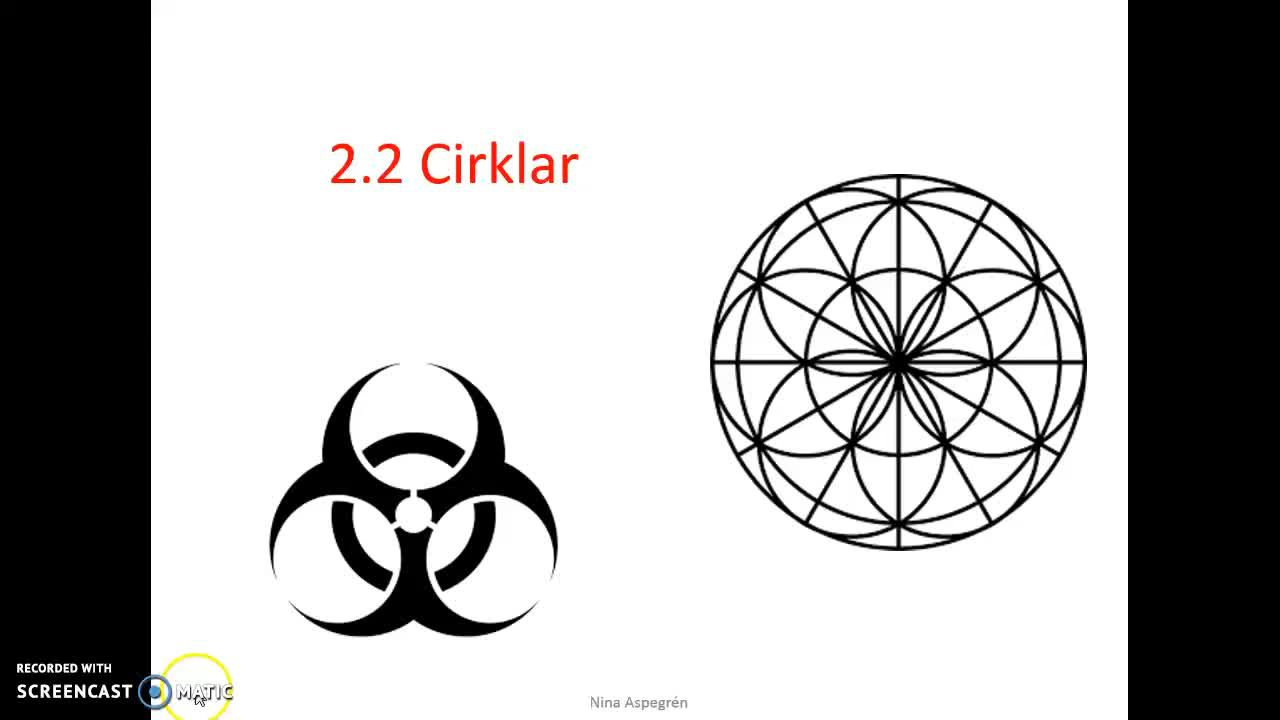 2.2 Cirklar
RECORDED WITH
SCREENCAST MATIC
Nina Aspegrén